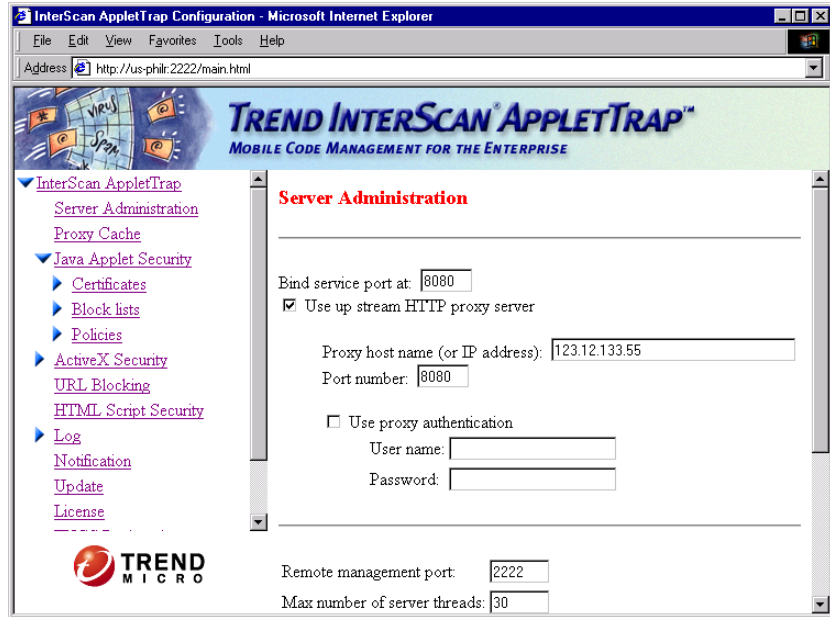 InterScan AppletTrap Configuration - Microsoft Internet Explorer
File Edit View Favorites Tools Help
Address http://us-philr:2222/main.html
VIRUS
SPAM
TREND INTERSCAN® APPLETTRAP™
MOBILE CODE MANAGEMENT FOR THE ENTERPRISE
InterScan AppletTrap
Server Administration
Proxy Cache
Java Applet Security
Certificates
Block lists
Policies
ActiveX Security
URL Blocking
HTML Script Security
Log
Notification
Update
License
TREND
MICRO
Server Administration
Bind service port at: 8080
Use up stream HTTP proxy server
Proxy host name (or IP address): 123.12.133.55
Port number: 8080
Use proxy authentication
User name:
Password:
Remote management port: 2222
Max number of server threads: 30